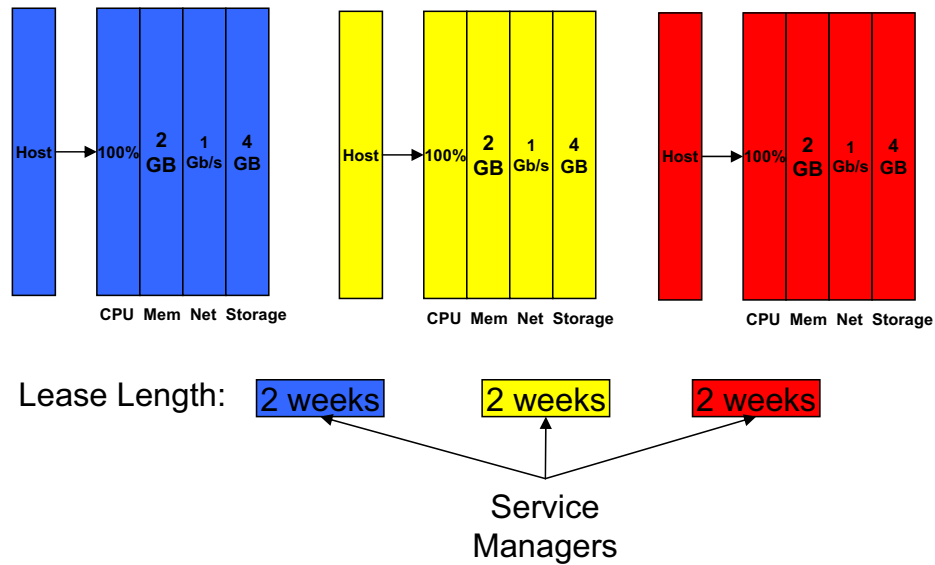 Host
100%
2
GB
1
Gb/s
4
GB
CPU Mem Net Storage
Host
100%
2
GB
1
Gb/s
4
GB
CPU Mem Net Storage
Host
100%
2
GB
1
Gb/s
4
GB
CPU Mem Net Storage
Lease Length: 2 weeks 2 weeks 2 weeks
Service
Managers